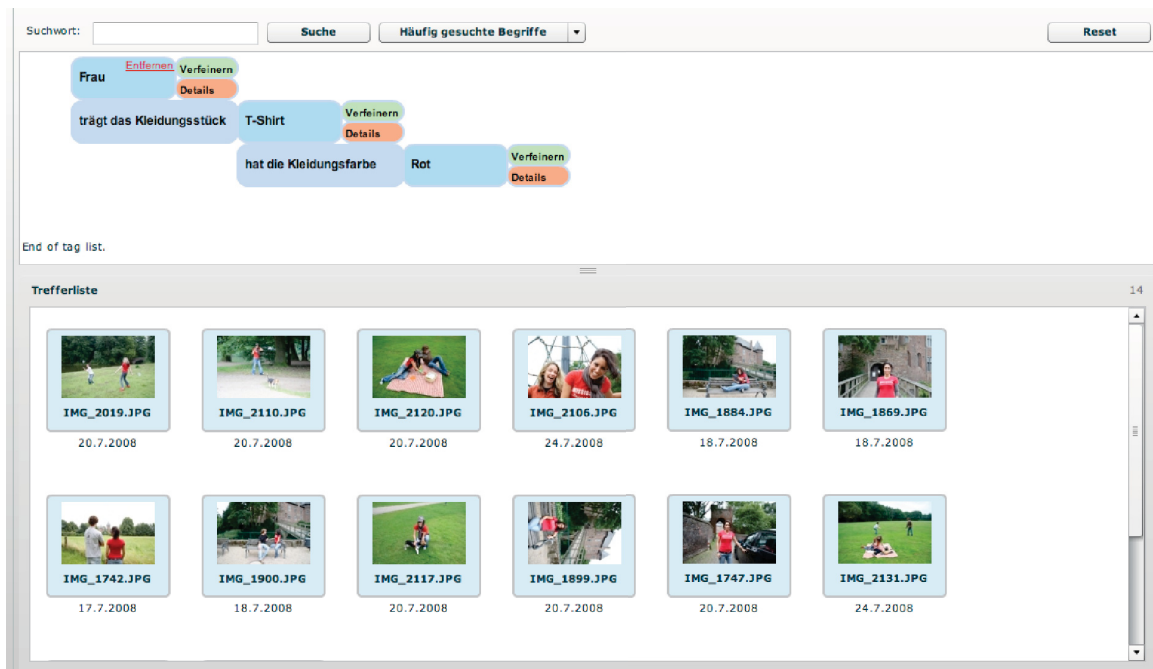 Suchwort: Suche Häufig gesuchte Begriffe Reset
Frau Entfernen Verfeinern
Details
trägt das Kleidungsstück T-Shirt Verfeinern
Details
hat die Kleidungsfarbe Rot Verfeinern
Details
End of tag list.
Trefferliste 14
IMG_2019.JPG IMG_2110.JPG IMG_2120.JPG IMG_2106.JPG IMG_1884.JPG IMG_1869.JPG
20.7.2008 20.7.2008 20.7.2008 24.7.2008 18.7.2008 18.7.2008
IMG_1742.JPG IMG_1900.JPG IMG_2117.JPG IMG_1899.JPG IMG_1747.JPG IMG_2131.JPG
17.7.2008 18.7.2008 20.7.2008 20.7.2008 20.7.2008 24.7.2008